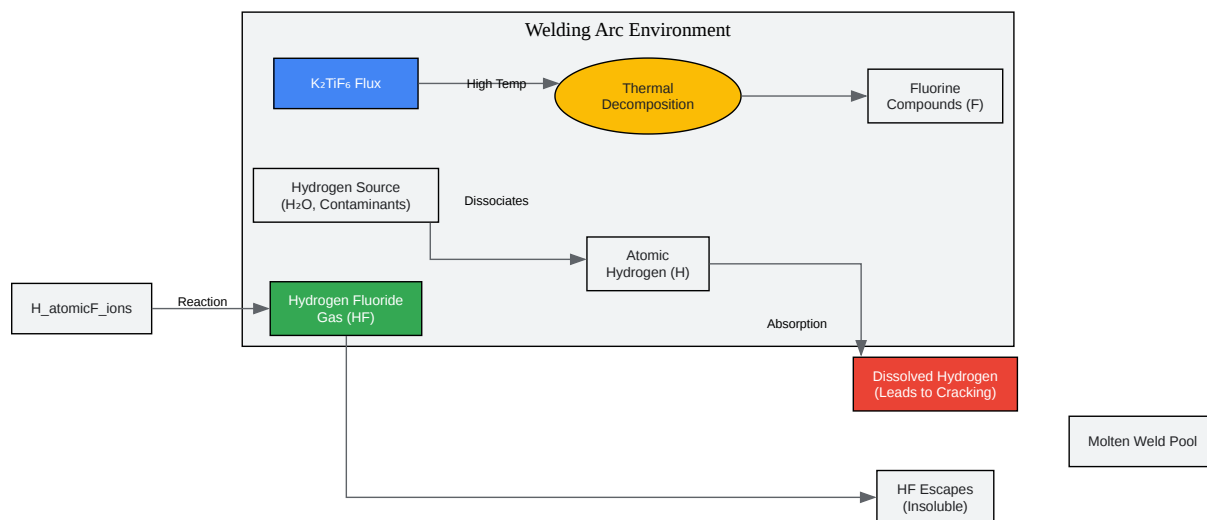 Welding Arc Environment
K₂TiF₆ Flux
High Temp
Thermal
Decomposition
Fluorine
Compounds (F)
Hydrogen Source
(H₂O, Contaminants)
Dissociates
Atomic
Hydrogen (H)
H_atomicF_ions
Reaction
Hydrogen Fluoride
Gas (HF)
Absorption
Dissolved Hydrogen
(Leads to Cracking)
Molten Weld Pool
HF Escapes
(Insoluble)